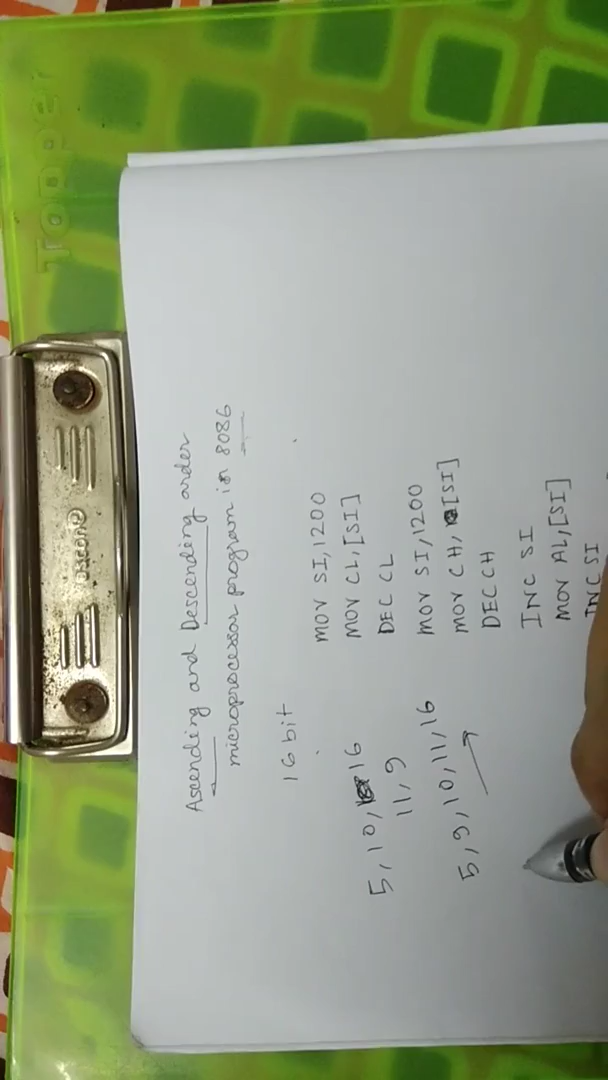 Ascending and Descending order
microprocessor program in 8086
16 bit
5, 10, 16
11, 9
5, 9, 10, 11, 16
MOV SI, 1200
MOV CL, [SI]
DEC CL
MOV SI, 1200
MOV CH, [SI]
DEC CH
INC SI
MOV AL, [SI]
INC SI
Topper